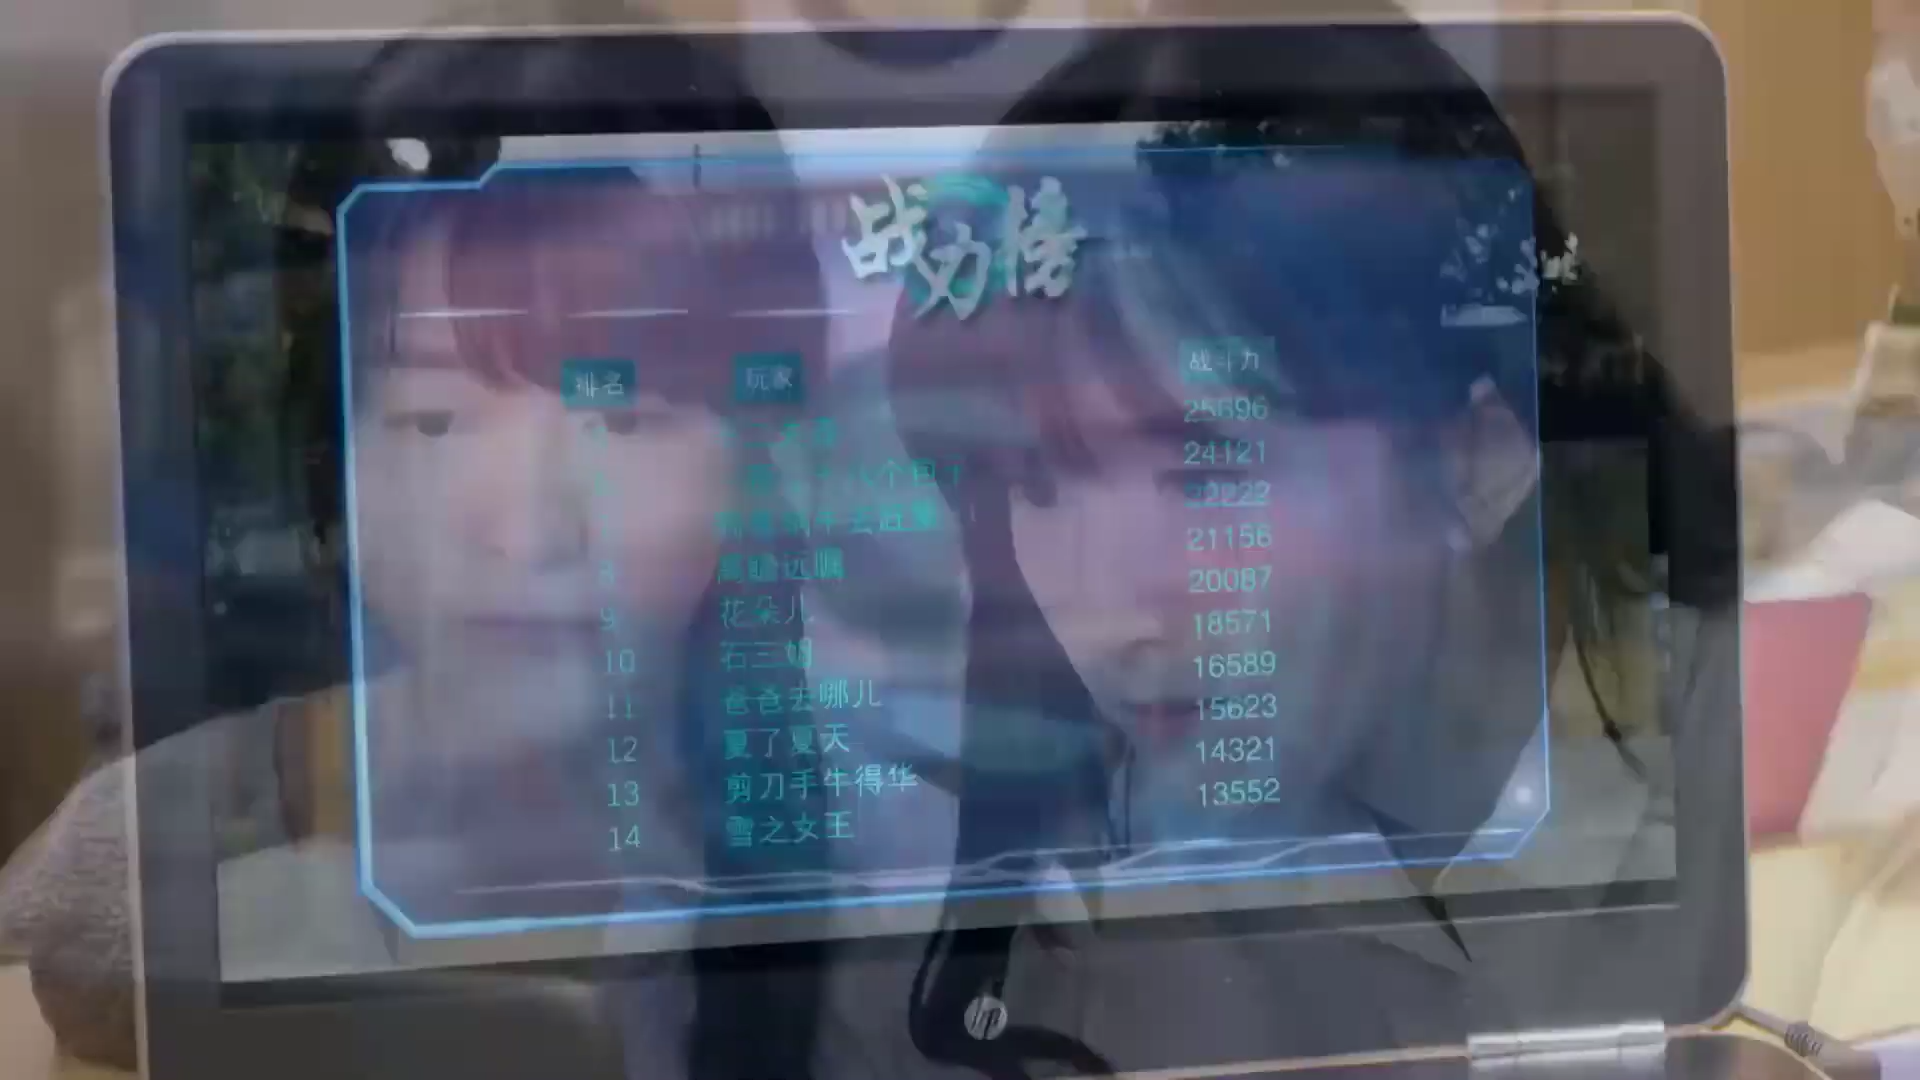 战力榜
排名 玩家 战斗力
25696
24121
22222
8 高瞻远瞩 21156
9 花朵儿 20087
10 石三姐 18571
11 爸爸去哪儿 16589
12 夏了夏天 15623
13 剪刀手牛得华 14321
14 雪之女王 13552
hp